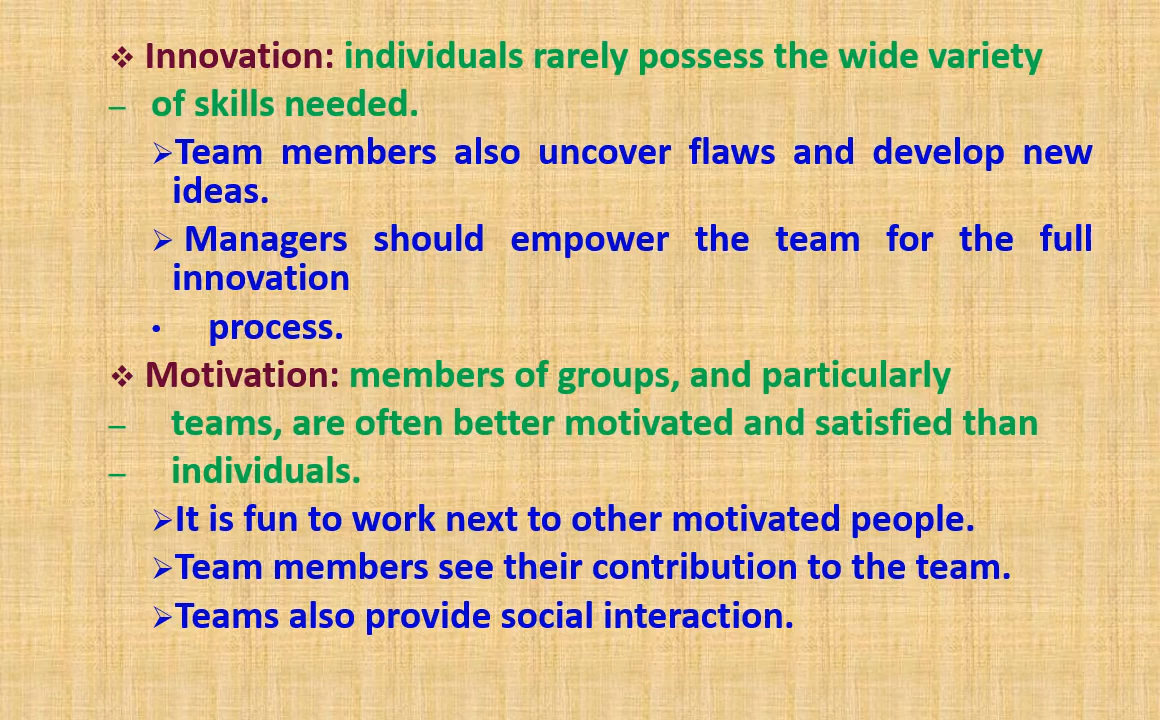 ❖ Innovation: individuals rarely possess the wide variety
– of skills needed.
➢Team members also uncover flaws and develop new
ideas.
➢ Managers should empower the team for the full
innovation
• process.
❖ Motivation: members of groups, and particularly
– teams, are often better motivated and satisfied than
– individuals.
➢It is fun to work next to other motivated people.
➢Team members see their contribution to the team.
➢Teams also provide social interaction.